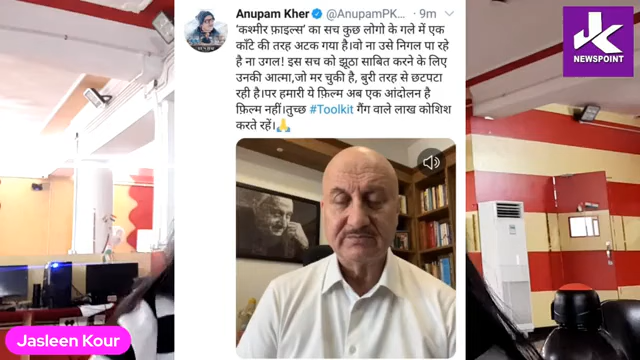 Anupam Kher @AnupamPK... · 9m
'कश्मीर फ़ाइल्स' का सच कुछ लोगो के गले में एक
काँटे की तरह अटक गया है।वो ना उसे निगल पा रहे
है ना उगल! इस सच को झूठा साबित करने के लिए
उनकी आत्मा,जो मर चुकी है, बुरी तरह से छटपटा
रही है।पर हमारी ये फ़िल्म अब एक आंदोलन है
फ़िल्म नहीं।तुच्छ #Toolkit गैंग वाले लाख कोशिश
करते रहें।🙏
JK
NEWSPOINT
Jasleen Kour